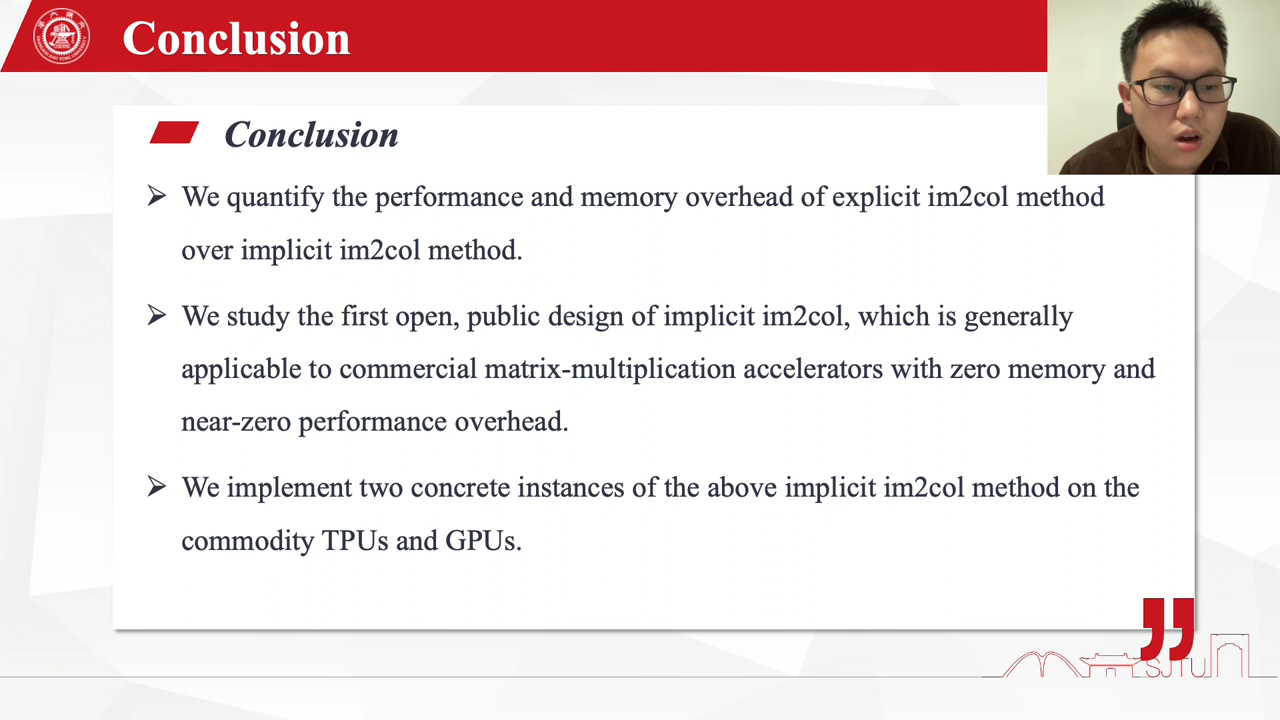 Conclusion
Conclusion
➢ We quantify the performance and memory overhead of explicit im2col method
over implicit im2col method.
➢ We study the first open, public design of implicit im2col, which is generally
applicable to commercial matrix-multiplication accelerators with zero memory and
near-zero performance overhead.
➢ We implement two concrete instances of the above implicit im2col method on the
commodity TPUs and GPUs.
SJTU